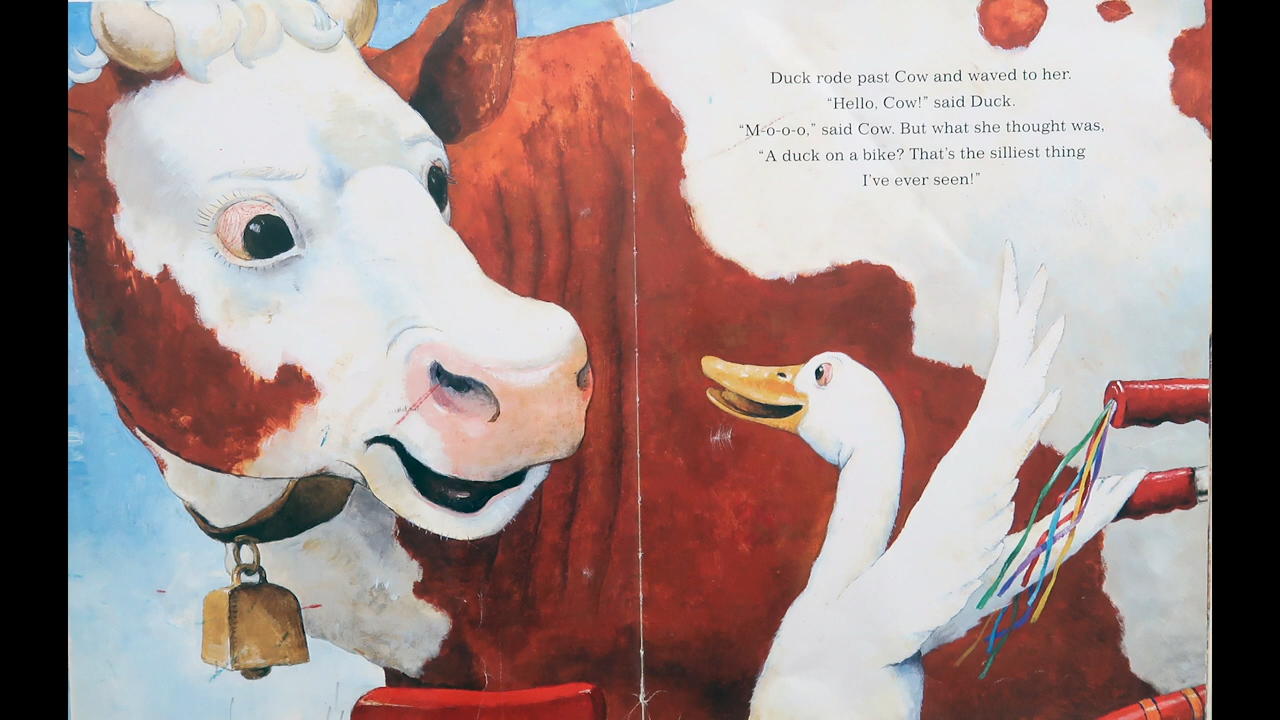 Duck rode past Cow and waved to her.
“Hello, Cow!” said Duck.
“M-o-o-o,” said Cow. But what she thought was,
“A duck on a bike? That’s the silliest thing
I’ve ever seen!”